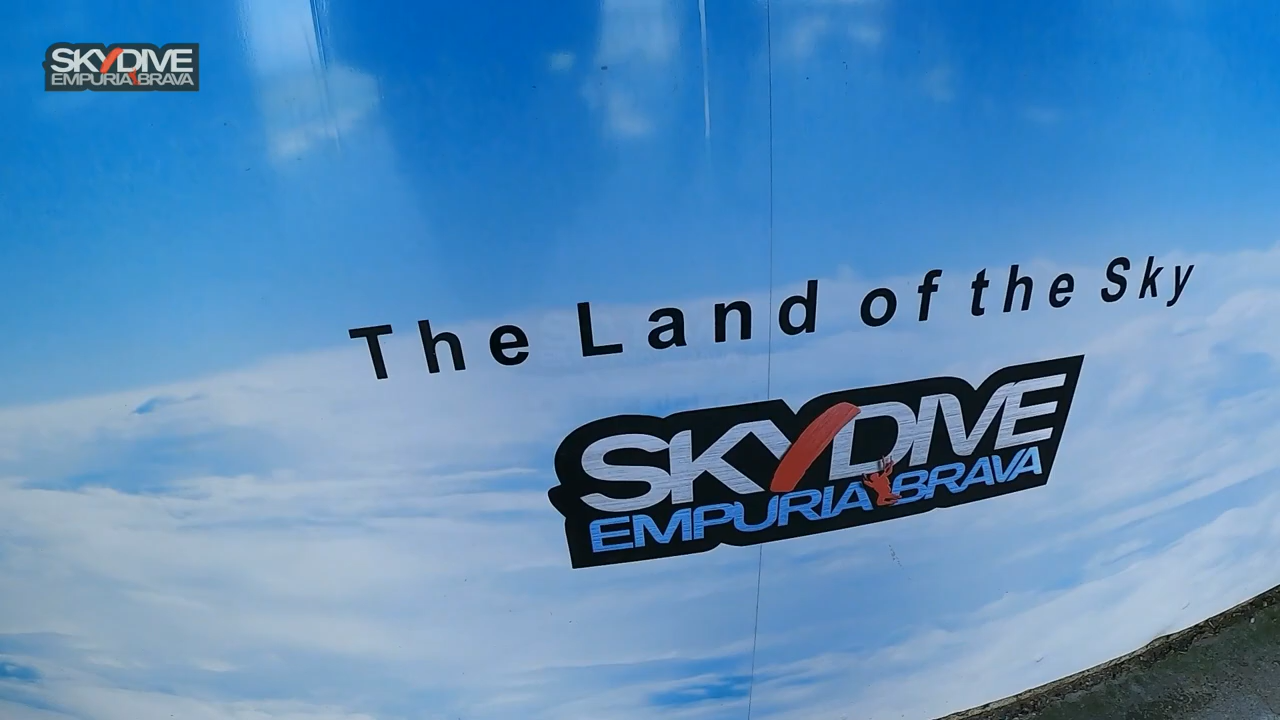 SKYDIVE
EMPURIABRAVA
The Land of the Sky
SKYDIVE
EMPURIABRAVA